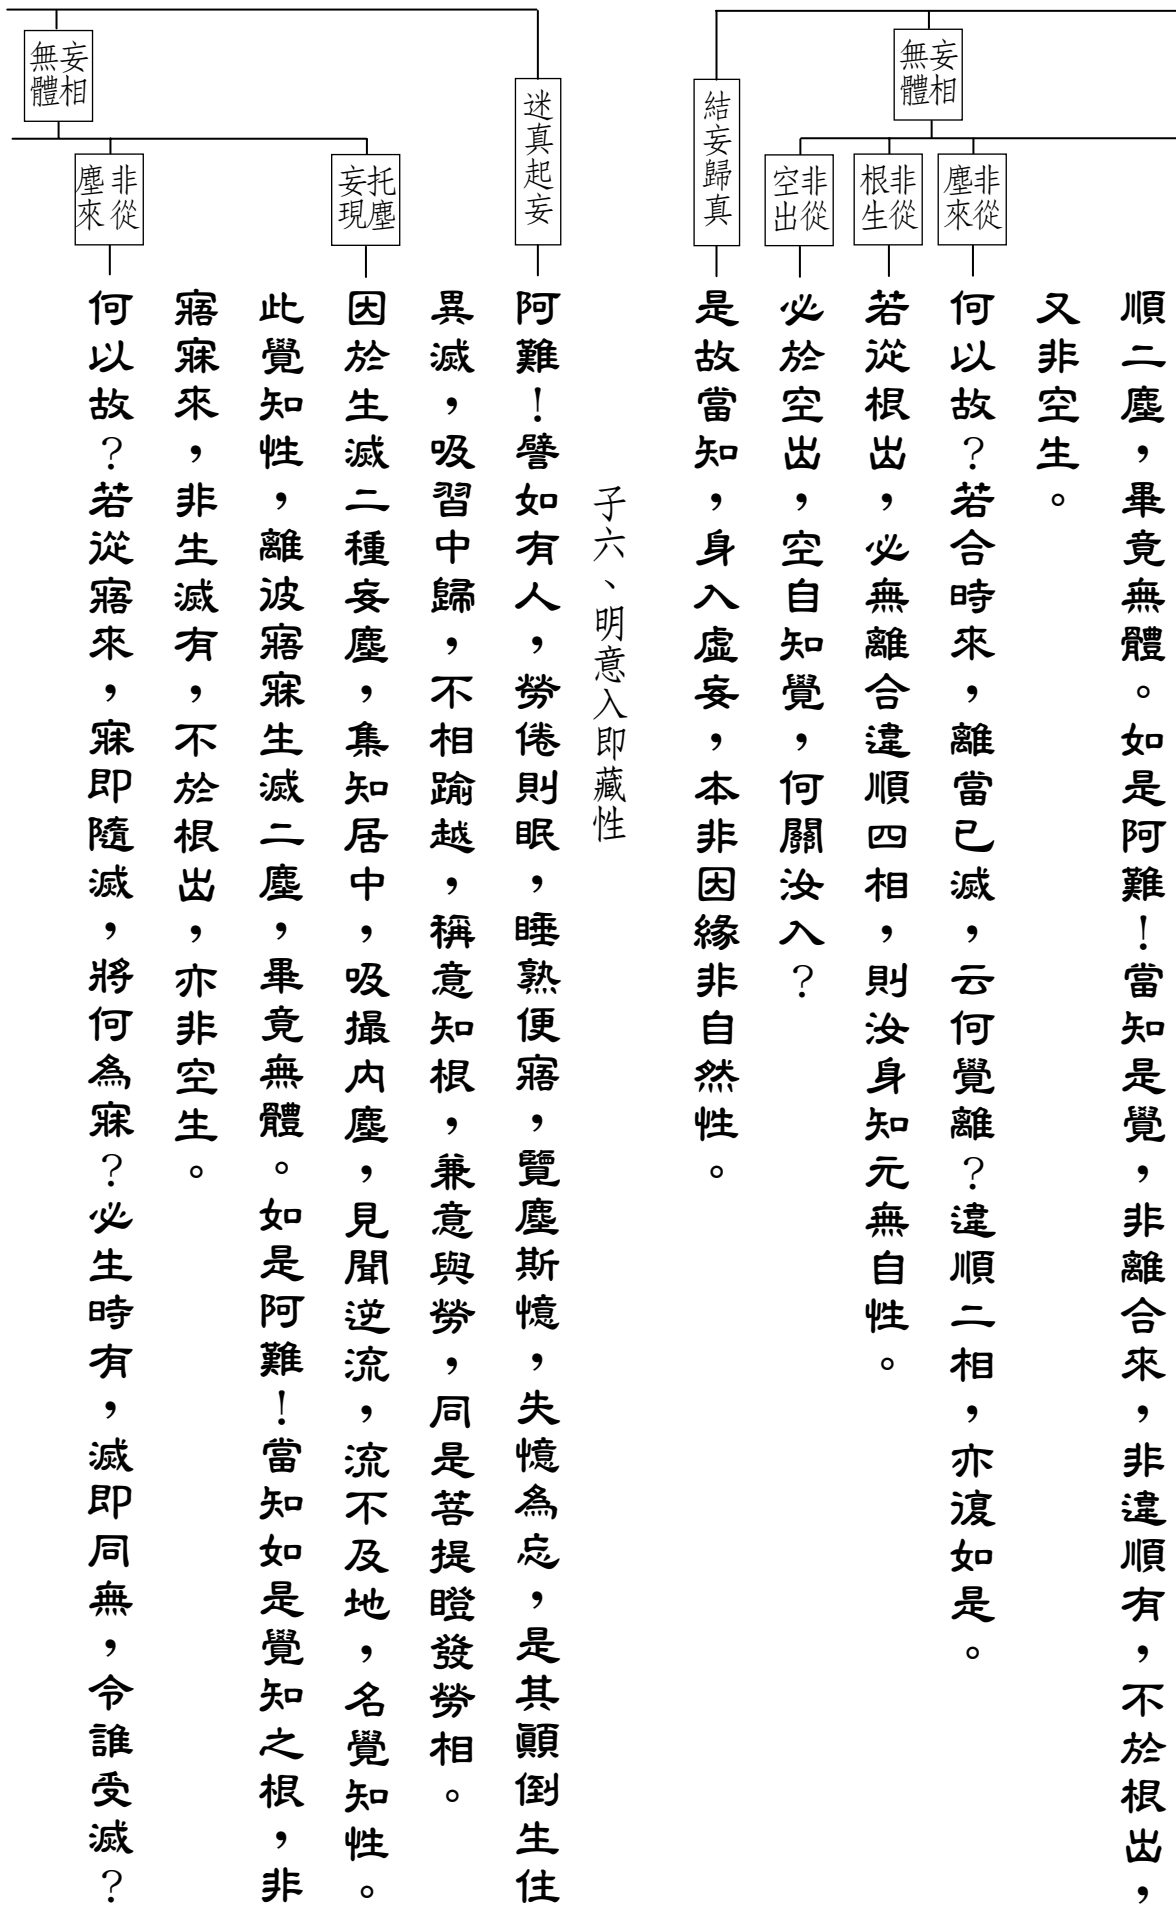 妄相無體
順二塵，畢竟無體。如是阿難！當知是覺，非離合來，非違順有，不於根出，
又非空生。
非從塵來
何以故？若合時來，離當已滅，云何覺離？違順二相，亦復如是。
非從根生
若從根出，必無離合違順四相，則汝身知元無自性。
非從空出
必於空出，空自知覺，何關汝入？
結妄歸真
是故當知，身入虛妄，本非因緣非自然性。
子六、明意入即藏性
迷真起妄
阿難！譬如有人，勞倦則眠，睡熟便寤，覽塵斯憶，失憶為忘，是其顛倒生住
異滅，吸習中歸，不相踰越，稱意知根，兼意與勞，同是菩提瞪發勞相。
妄相無體
托塵妄現
因於生滅二種妄塵，集知居中，吸撮內塵，見聞逆流，流不及地，名覺知性。
此覺知性，離彼寤寐生滅二塵，畢竟無體。如是阿難！當知如是覺知之根，非
寤寐來，非生滅有，不於根出，亦非空生。
非從塵來
何以故？若從寤來，寐即隨滅，將何為寐？必生時有，滅即同無，令誰受滅？